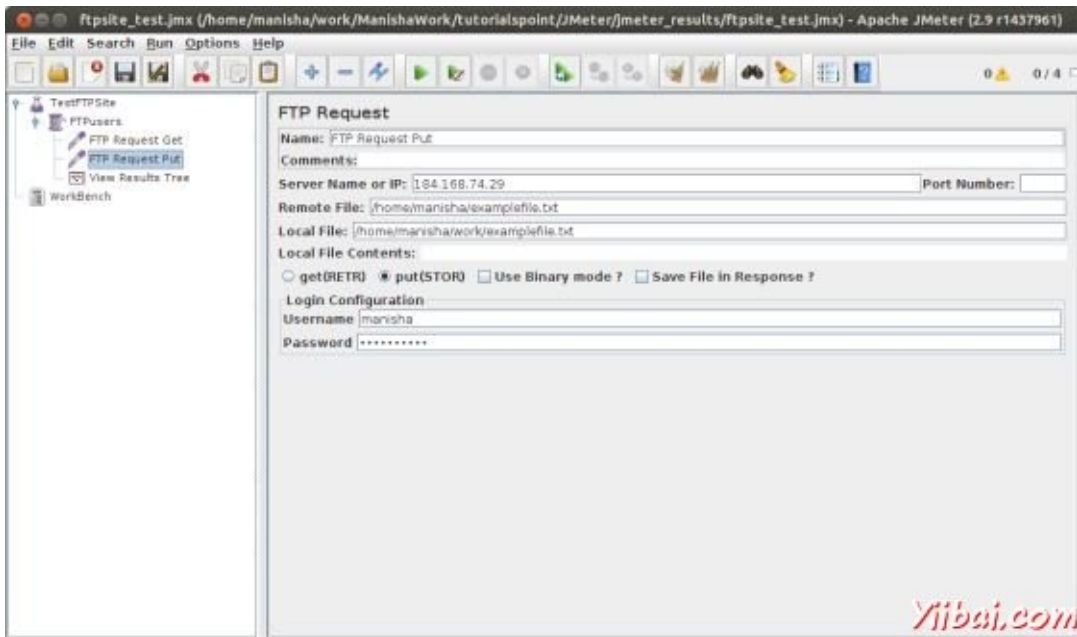 ftpsite_test.jmx (/home/manisha/work/ManishaWork/tutorialspoint/JMeter/jmeter_results/ftpsite_test.jmx) - Apache JMeter (2.9 r1437961)
File Edit Search Run Options Help
0 0 / 4
TestFTPSite
FTPusers
FTP Request Get
FTP Request Put
View Results Tree
WorkBench
FTP Request
Name: FTP Request Put
Comments:
Server Name or IP: 184.168.74.29 Port Number:
Remote File: /home/manisha/examplefile.txt
Local File: /home/manisha/work/examplefile.txt
Local File Contents:
get(RETR) put(STOR) Use Binary mode ? Save File in Response ?
Login Configuration
Username manisha
Password ••••••••••
Yiibai.com